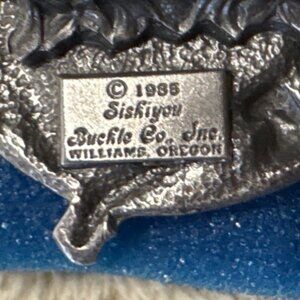 © 1986
Siskiyou
Buckle Co., Inc.
WILLIAMS, OREGON